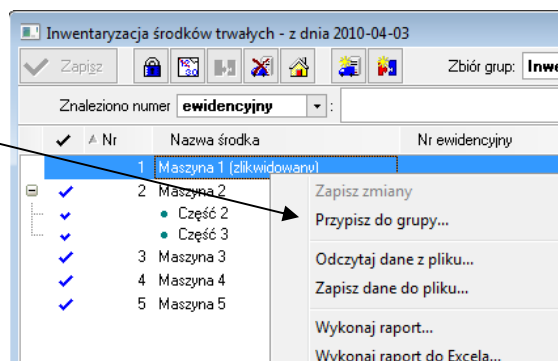 Inwentaryzacja środków trwałych - z dnia 2010-04-03
Zapisz Zbiór grup:
Znaleziono numer ewidencyjny :
Nr Nazwa środka Nr ewidencyjny
1 Maszyna 1 (zlikwidowany)
2 Maszyna 2
Część 2
Część 3
3 Maszyna 3
4 Maszyna 4
5 Maszyna 5
Zapisz zmiany
Przypisz do grupy...
Odczytaj dane z pliku...
Zapisz dane do pliku...
Wykonaj raport...
Wykonaj raport do Excela...